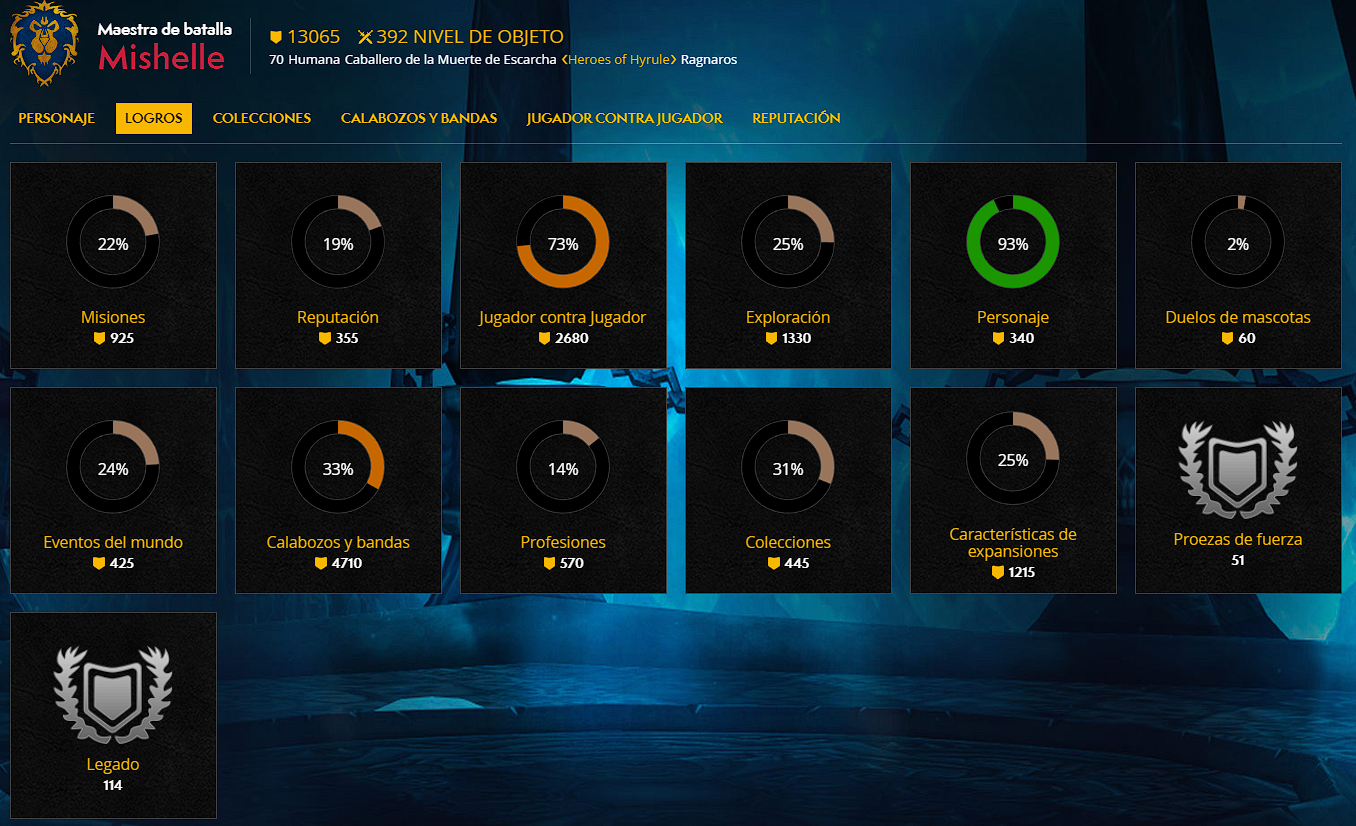 Maestra de batalla
Mishelle
13065 392 NIVEL DE OBJETO
70 Humana Caballero de la Muerte de Escarcha <Heroes of Hyrule> Ragnaros
PERSONAJE LOGROS COLECCIONES CALABOZOS Y BANDAS JUGADOR CONTRA JUGADOR REPUTACIÓN
22%
Misiones
925
19%
Reputación
355
73%
Jugador contra Jugador
2680
25%
Exploración
1330
93%
Personaje
340
2%
Duelos de mascotas
60
24%
Eventos del mundo
425
33%
Calabozos y bandas
4710
14%
Profesiones
570
31%
Colecciones
445
25%
Características de
expansiones
1215
Proezas de fuerza
51
Legado
114